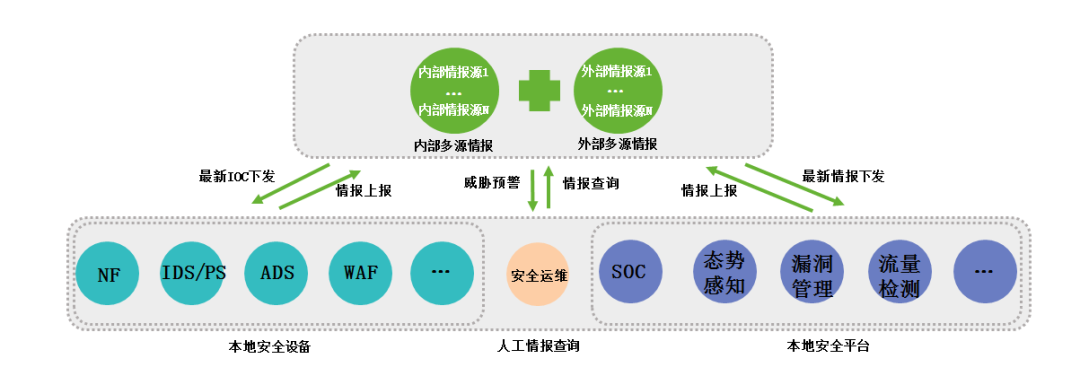 内部情报源1
...
内部情报源N
外部情报源1
...
外部情报源N
内部多源情报
外部多源情报
最新IOC下发
情报上报
威胁预警
情报查询
情报上报
最新情报下发
NF
IDS/PS
ADS
WAF
...
安全运维
SOC
态势
感知
漏洞
管理
流量
检测
...
本地安全设备
人工情报查询
本地安全平台